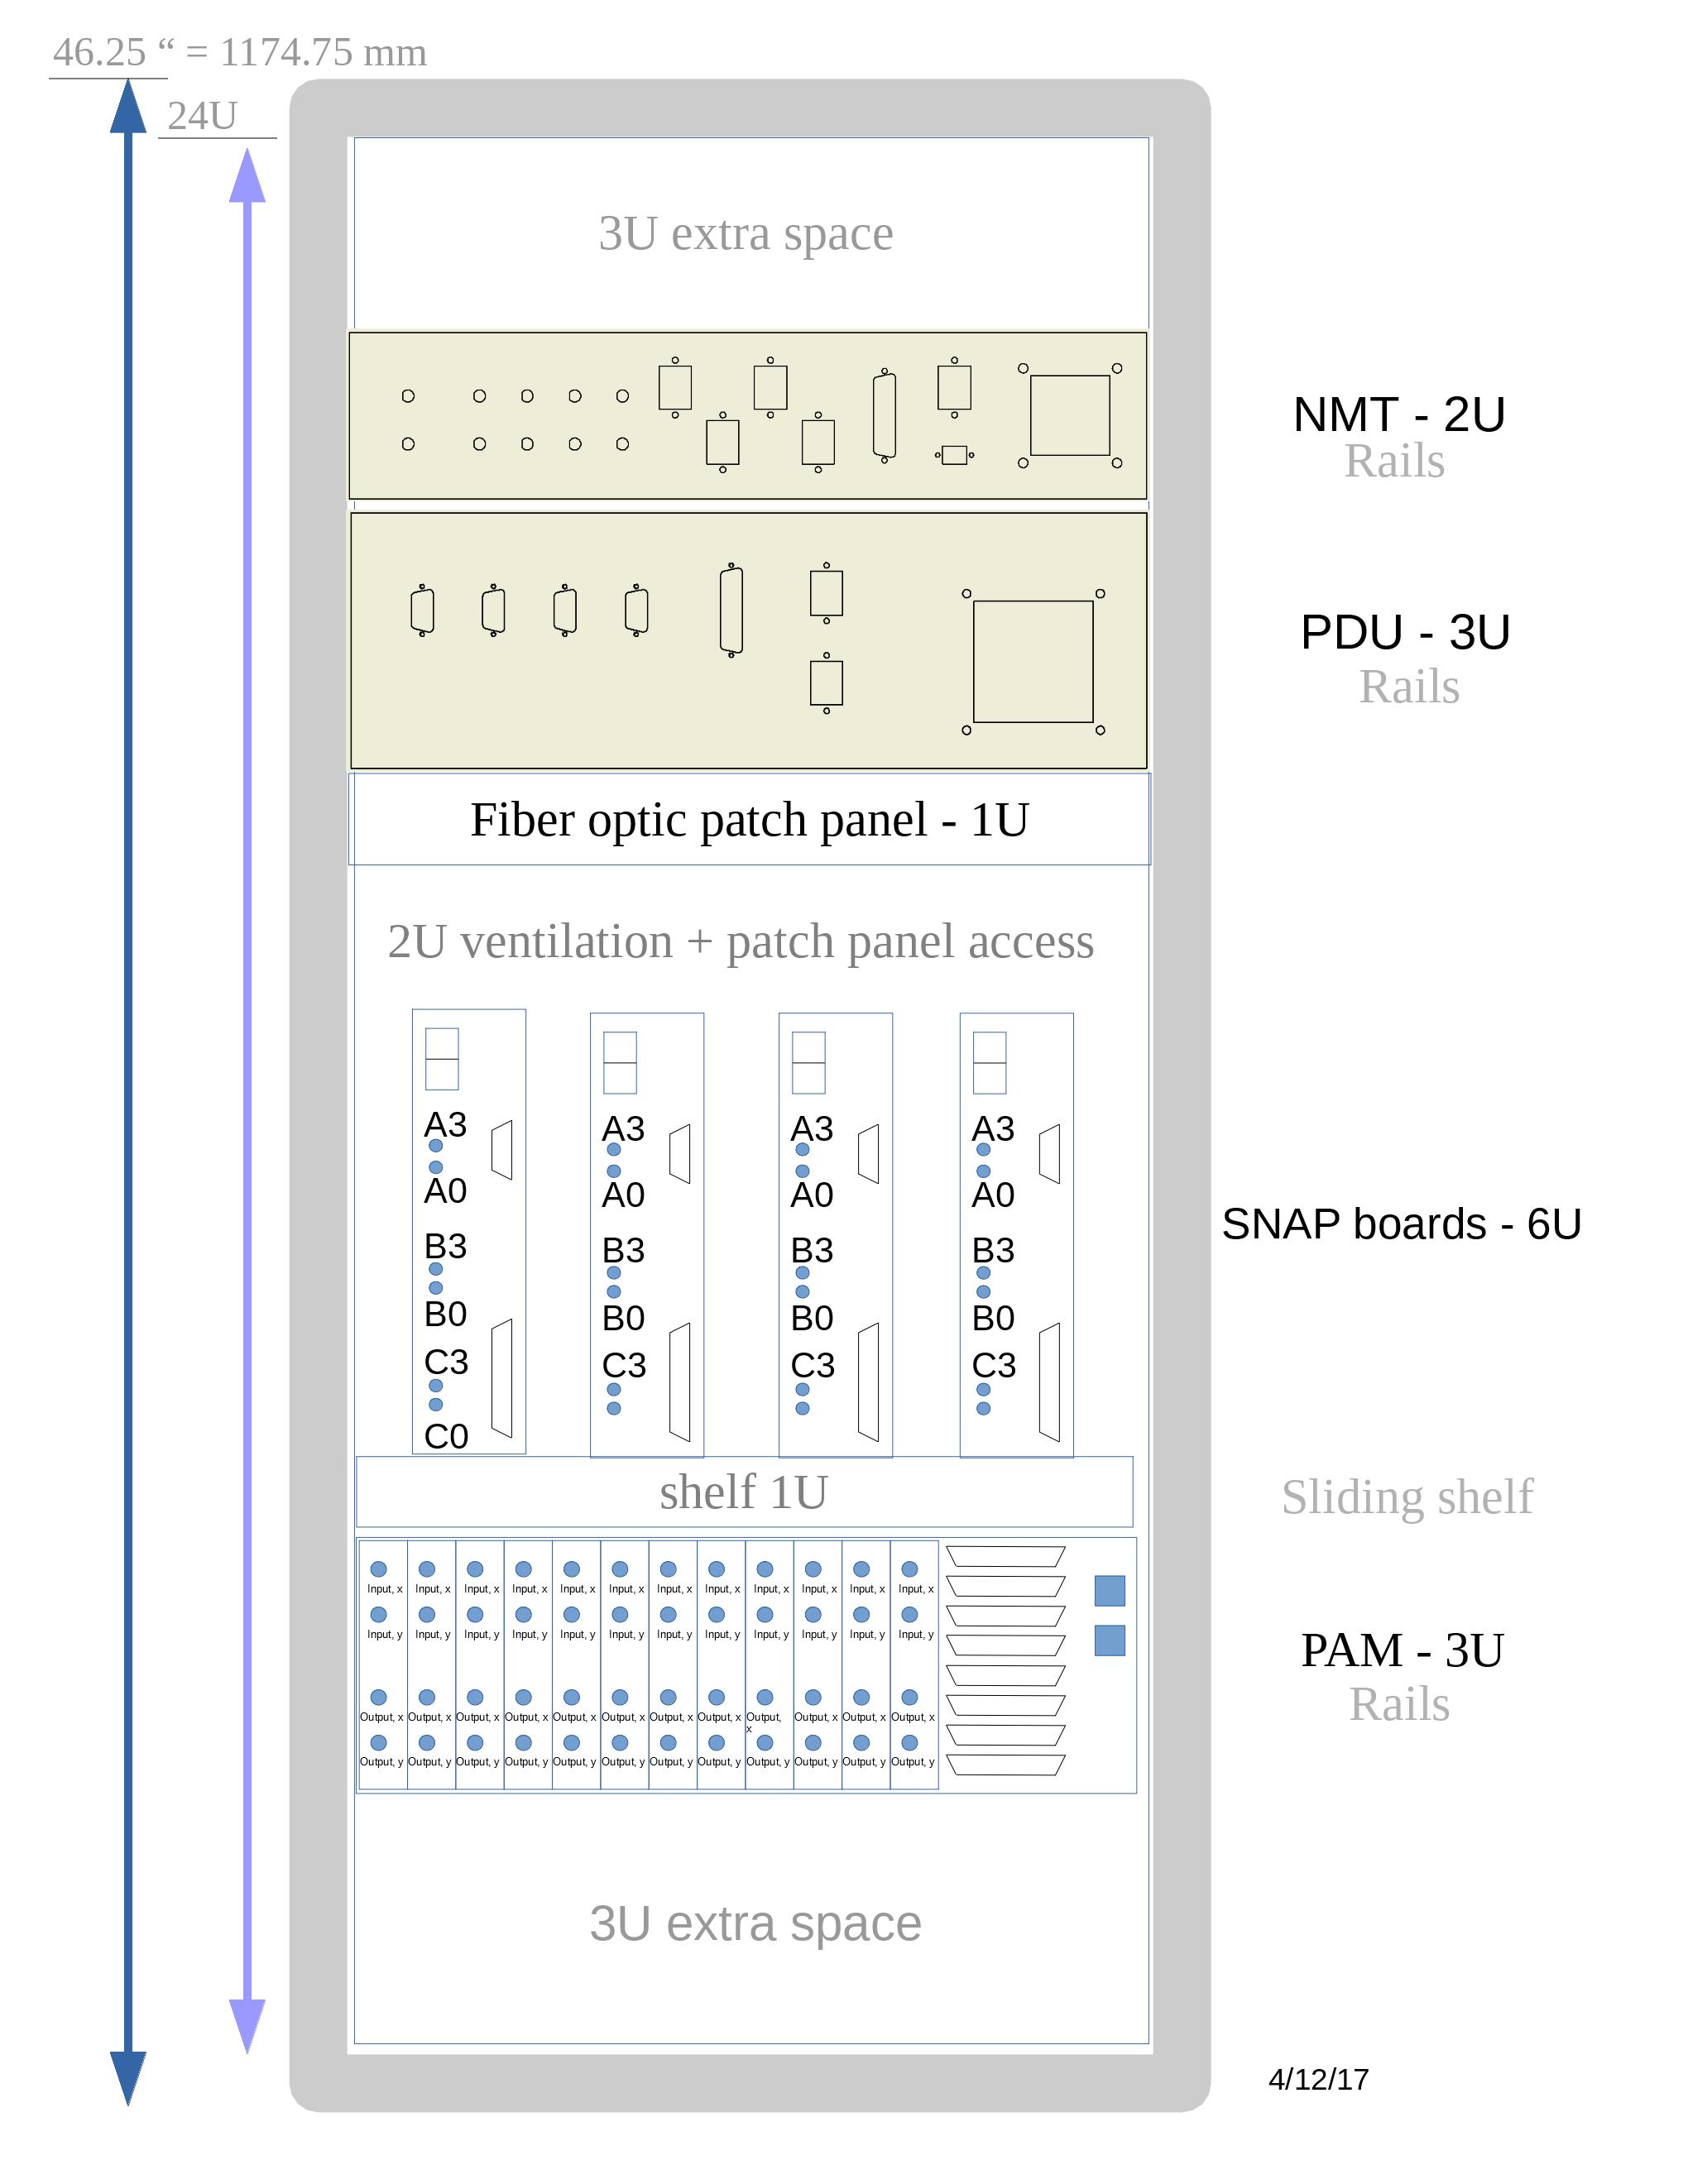 46.25 “ = 1174.75 mm
24U
3U extra space
NMT - 2U
Rails
PDU - 3U
Rails
Fiber optic patch panel - 1U
2U ventilation + patch panel access
A3 A3 A3 A3
A0 A0 A0 A0
SNAP boards - 6U
B3 B3 B3 B3
B0 B0 B0 B0
C3 C3 C3 C3
C0
shelf 1U
Sliding shelf
Input, x Input, x Input, x Input, x Input, x Input, x Input, x Input, x Input, x Input, x Input, x Input, x
Input, y Input, y Input, y Input, y Input, y Input, y Input, y Input, y Input, y Input, y Input, y Input, y
PAM - 3U
Rails
Output, x Output, x Output, x Output, x Output, x Output, x Output, x Output, x Output, x Output, x Output, x Output, x
Output, y Output, y Output, y Output, y Output, y Output, y Output, y Output, y Output, y Output, y Output, y Output, y
3U extra space
4/12/17